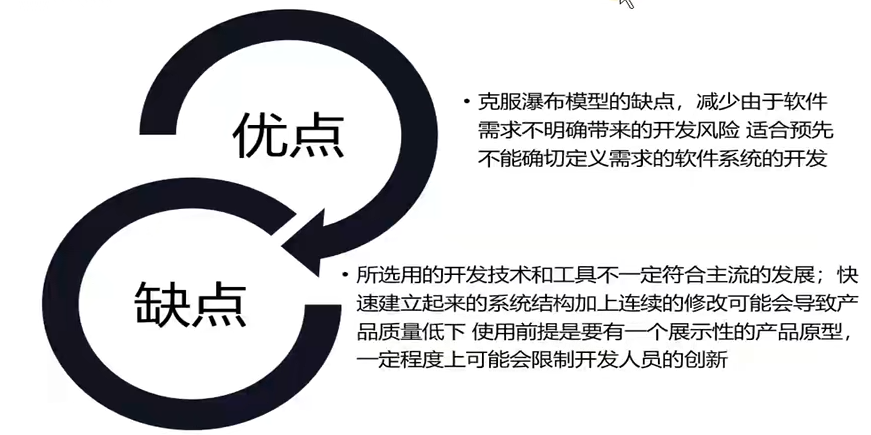 优点
• 克服瀑布模型的缺点，减少由于软件
需求不明确带来的开发风险 适合预先
不能确切定义需求的软件系统的开发
缺点
• 所选用的开发技术和工具不一定符合主流的发展；快
速建立起来的系统结构加上连续的修改可能会导致产
品质量低下 使用前提是要有一个展示性的产品原型，
一定程度上可能会限制开发人员的创新